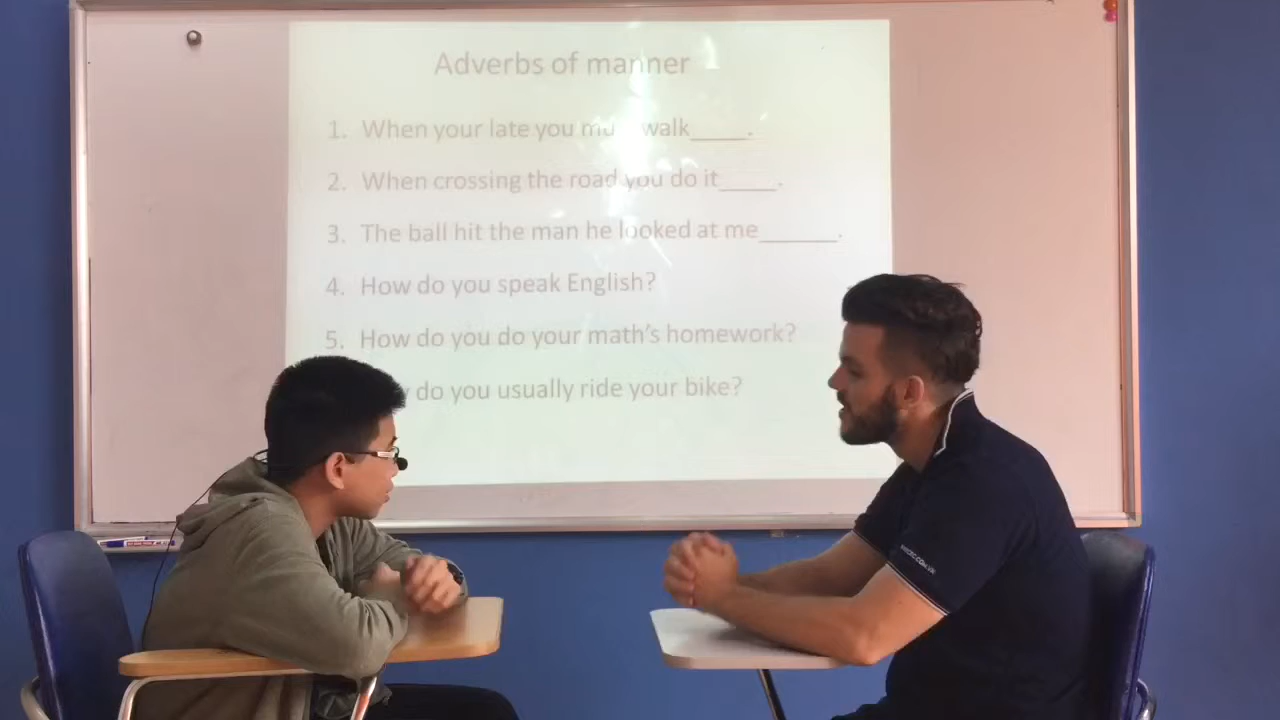 Adverbs of manner
1. When your late you walk_____.
2. When crossing the road you do it_____.
3. The ball hit the man he looked at me______.
4. How do you speak English?
5. How do you do your math's homework?
do you usually ride your bike?